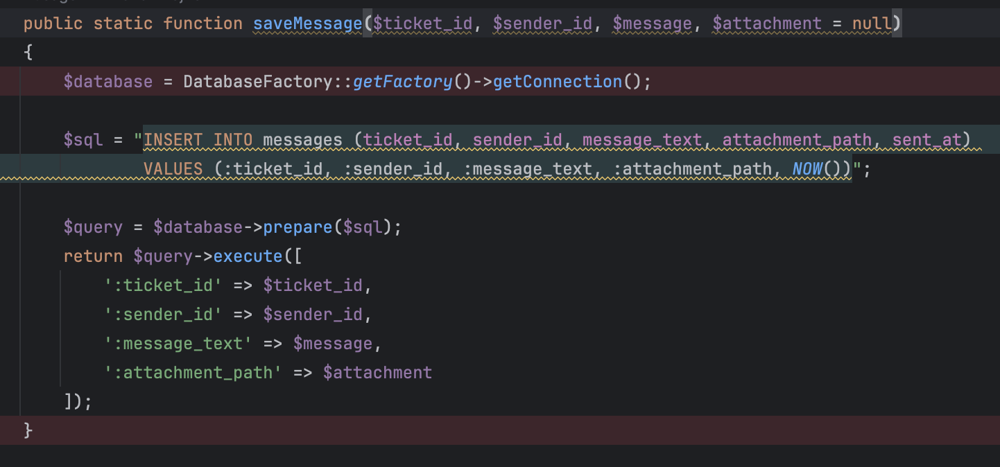 public static function saveMessage($ticket_id, $sender_id, $message, $attachment = null)
{
    $database = DatabaseFactory::getFactory()->getConnection();

    $sql = "INSERT INTO messages (ticket_id, sender_id, message_text, attachment_path, sent_at)
            VALUES (:ticket_id, :sender_id, :message_text, :attachment_path, NOW())";

    $query = $database->prepare($sql);
    return $query->execute([
        ':ticket_id' => $ticket_id,
        ':sender_id' => $sender_id,
        ':message_text' => $message,
        ':attachment_path' => $attachment
    ]);
}